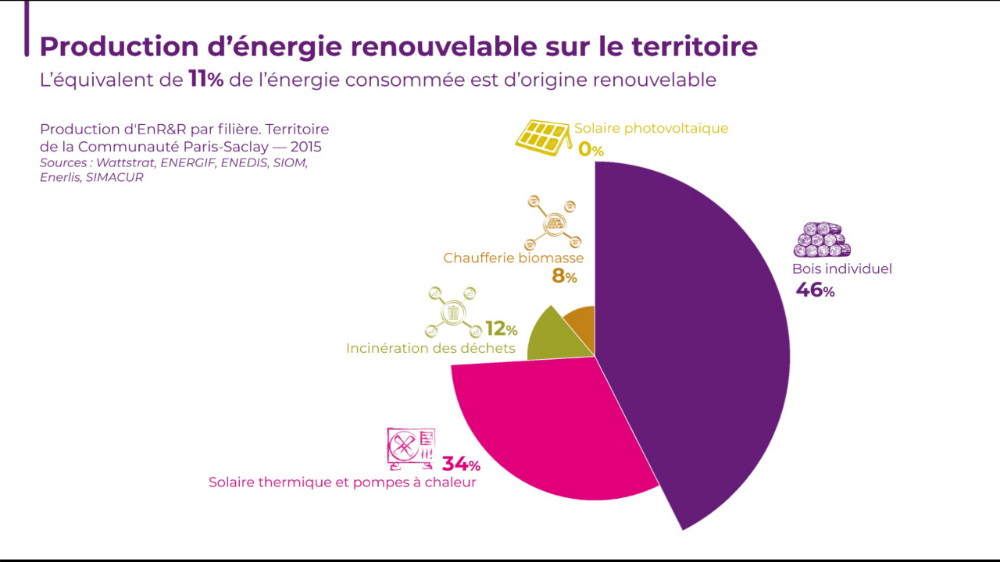 Production d’énergie renouvelable sur le territoire
L’équivalent de 11% de l’énergie consommée est d’origine renouvelable
Production d'EnR&R par filière. Territoire
de la Communauté Paris-Saclay — 2015
Sources : Wattstrat, ENERGIF, ENEDIS, SIOM,
Enerlis, SIMACUR
Solaire photovoltaïque
0%
Bois individuel
46%
Chaufferie biomasse
8%
12%
Incinération des déchets
34%
Solaire thermique et pompes à chaleur